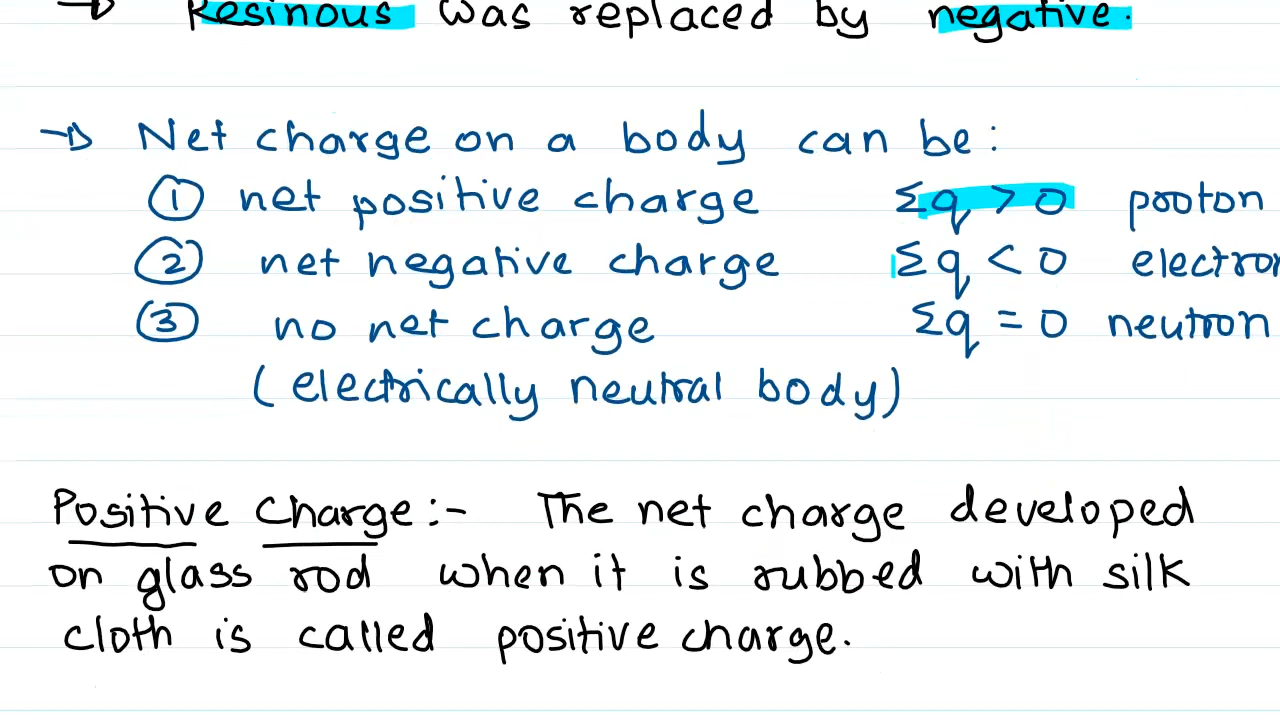 → Resinous was replaced by negative.
→ Net charge on a body can be:
① net positive charge Σq > 0 proton
② net negative charge Σq < 0 electron
③ no net charge Σq = 0 neutron
(electrically neutral body)
Positive Charge:- The net charge developed
on glass rod when it is rubbed with silk
cloth is called positive charge.